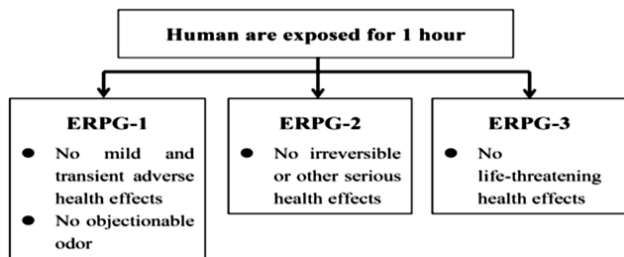 Human are exposed for 1 hour
ERPG-1
● No mild and
transient adverse
health effects
● No objectionable
odor
ERPG-2
● No irreversible
or other serious
health effects
ERPG-3
● No
life-threatening
health effects